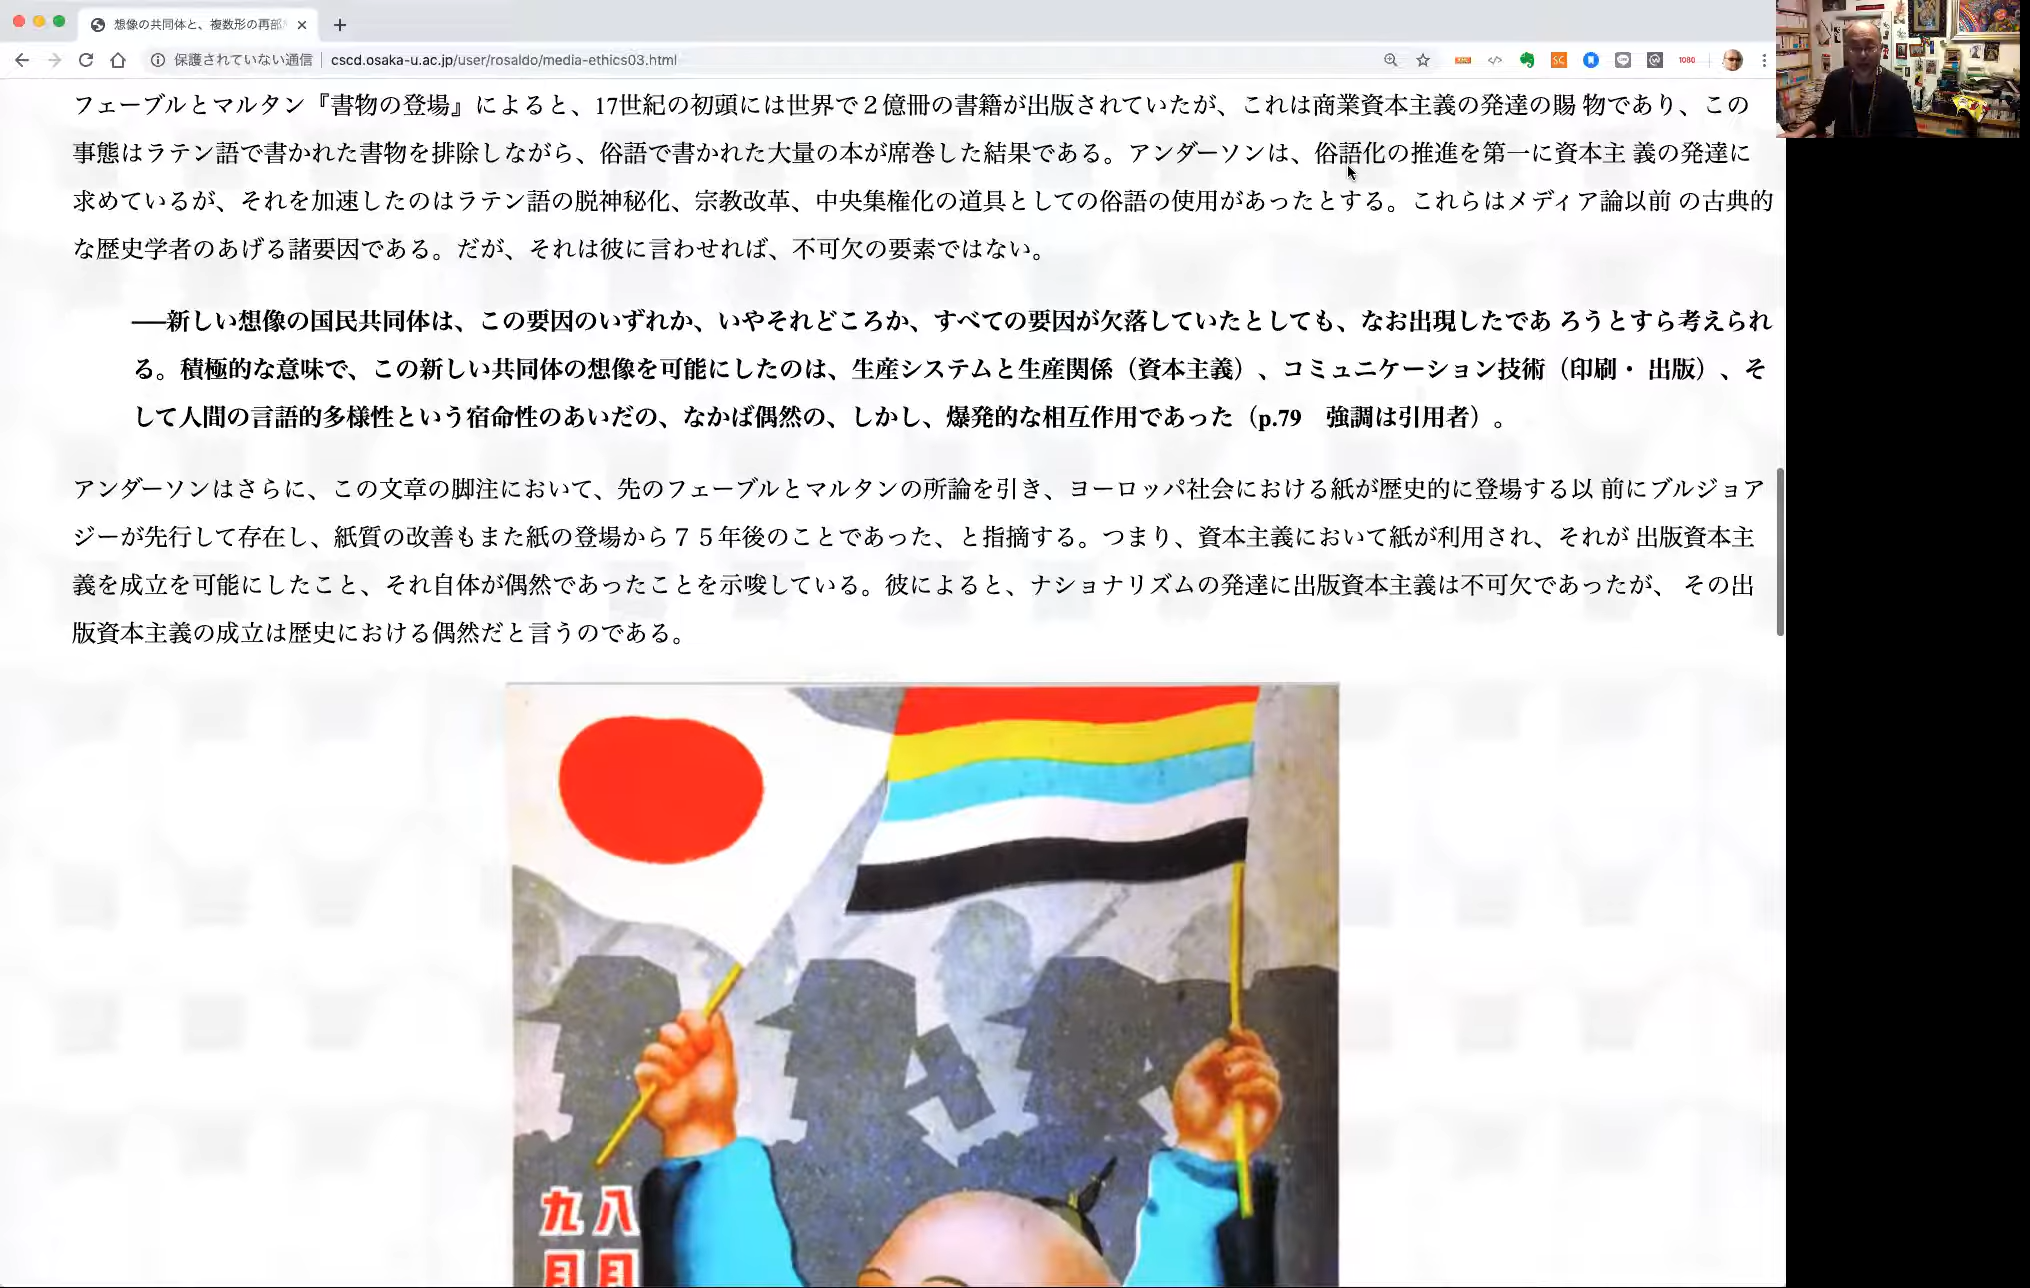 想像の共同体と、複数形の再部
保護されていない通信
cscd.osaka-u.ac.jp/user/rosaldo/media-ethics03.html
SC
1080
フェーブルとマルタン『書物の登場』によると、17世紀の初頭には世界で２億冊の書籍が出版されていたが、これは商業資本主義の発達の賜 物であり、この
事態はラテン語で書かれた書物を排除しながら、俗語で書かれた大量の本が席巻した結果である。アンダーソンは、俗語化の推進を第一に資本主 義の発達に
求めているが、それを加速したのはラテン語の脱神秘化、宗教改革、中央集権化の道具としての俗語の使用があったとする。これらはメディア論以前 の古典的
な歴史学者のあげる諸要因である。だが、それは彼に言わせれば、不可欠の要素ではない。
──新しい想像の国民共同体は、この要因のいずれか、いやそれどころか、すべての要因が欠落していたとしても、なお出現したであ ろうとすら考えられ
る。積極的な意味で、この新しい共同体の想像を可能にしたのは、生産システムと生産関係（資本主義）、コミュニケーション技術（印刷・ 出版）、そ
して人間の言語的多様性という宿命性のあいだの、なかば偶然の、しかし、爆発的な相互作用であった（p.79　強調は引用者）。
アンダーソンはさらに、この文章の脚注において、先のフェーブルとマルタンの所論を引き、ヨーロッパ社会における紙が歴史的に登場する以 前にブルジョア
ジーが先行して存在し、紙質の改善もまた紙の登場から７５年後のことであった、と指摘する。つまり、資本主義において紙が利用され、それが 出版資本主
義を成立を可能にしたこと、それ自体が偶然であったことを示唆している。彼によると、ナショナリズムの発達に出版資本主義は不可欠であったが、 その出
版資本主義の成立は歴史における偶然だと言うのである。
八月
九月